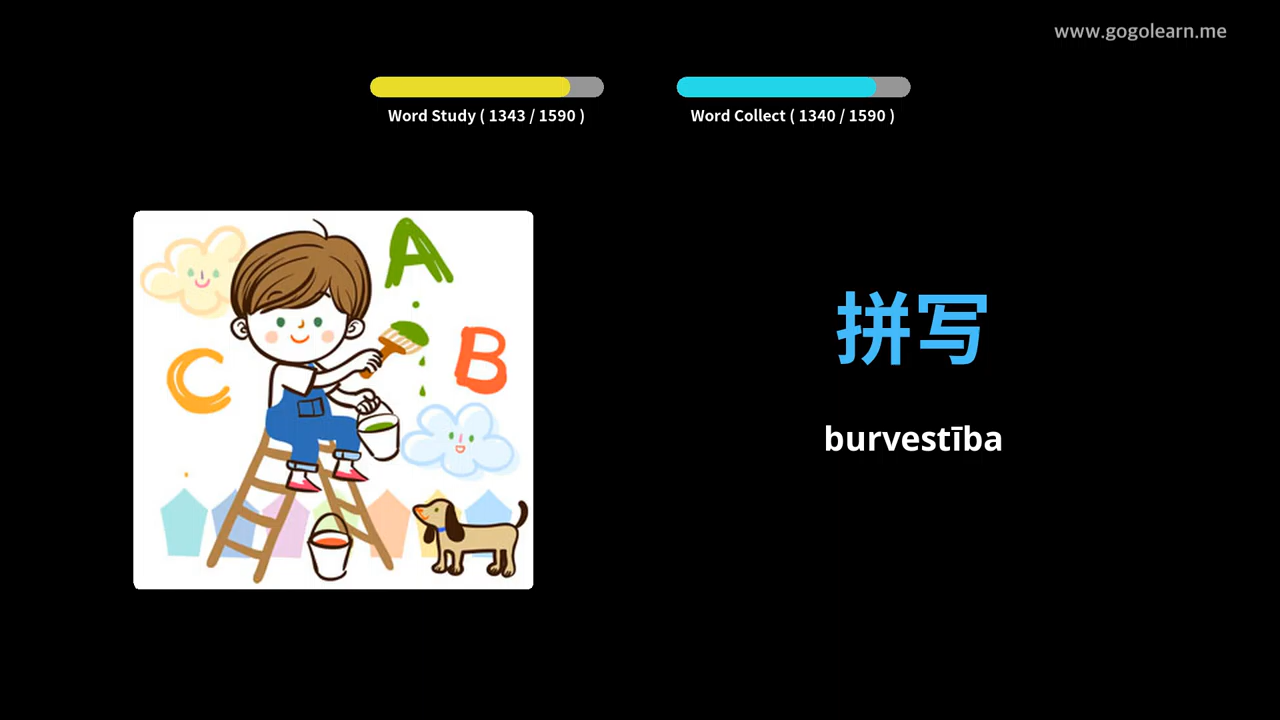 www.gogolearn.me
Word Study ( 1343 / 1590 )
Word Collect ( 1340 / 1590 )
A
B
C
拼写
burvestība